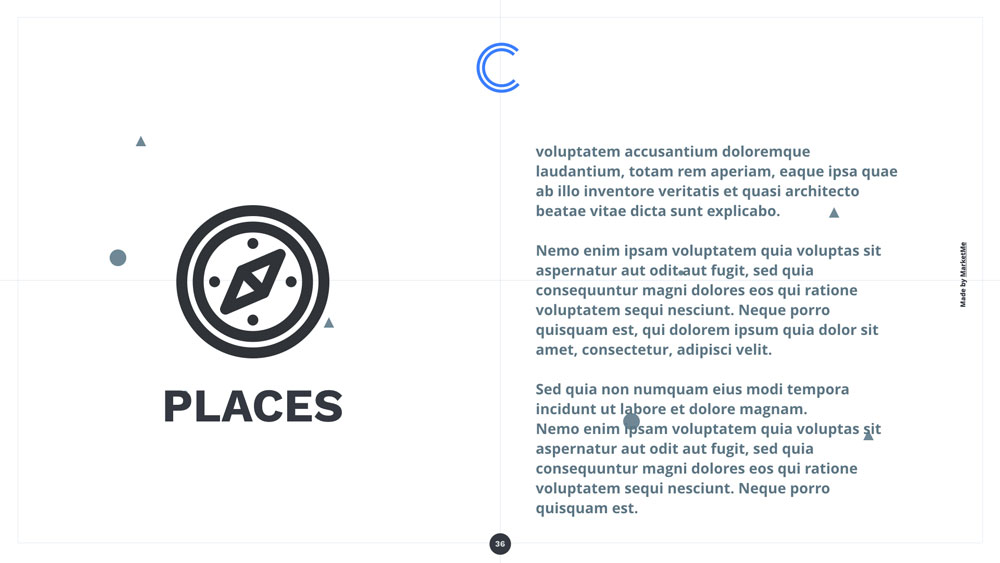 PLACES
voluptatem accusantium doloremque
laudantium, totam rem aperiam, eaque ipsa quae
ab illo inventore veritatis et quasi architecto
beatae vitae dicta sunt explicabo.
Nemo enim ipsam voluptatem quia voluptas sit
aspernatur aut odit aut fugit, sed quia
consequuntur magni dolores eos qui ratione
voluptatem sequi nesciunt. Neque porro
quisquam est, qui dolorem ipsum quia dolor sit
amet, consectetur, adipisci velit.
Sed quia non numquam eius modi tempora
incidunt ut labore et dolore magnam.
Nemo enim ipsam voluptatem quia voluptas sit
aspernatur aut odit aut fugit, sed quia
consequuntur magni dolores eos qui ratione
voluptatem sequi nesciunt. Neque porro
quisquam est.
Made by MarketMe
36